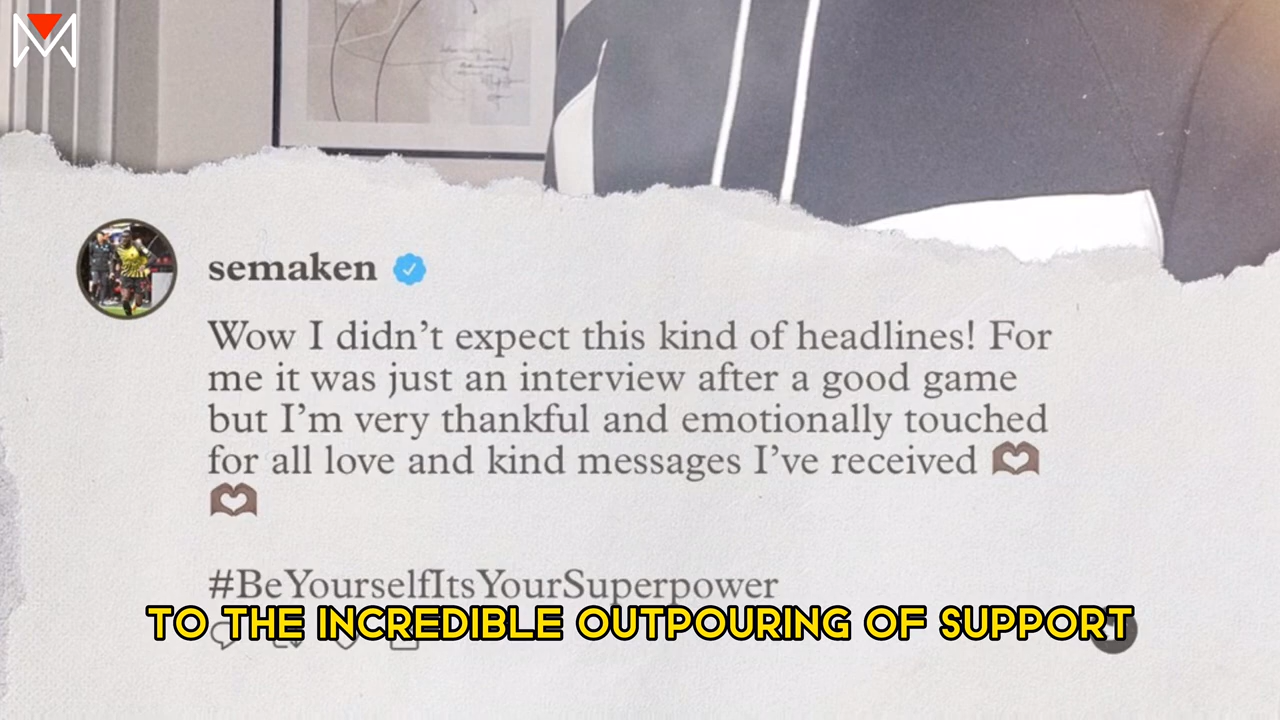 semaken
Wow I didn't expect this kind of headlines! For
me it was just an interview after a good game
but I'm very thankful and emotionally touched
for all love and kind messages I've received 🫶🏿
🫶🏿
#BeYourselfItsYourSuperpower
TO THE INCREDIBLE OUTPOURING OF SUPPORT